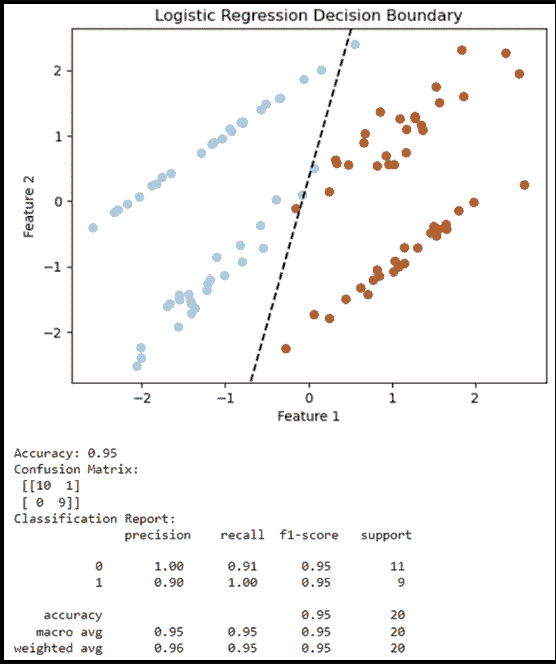 Logistic Regression Decision Boundary
2
1
0
−1
−2
Feature 2
−2 −1 0 1 2
Feature 1
Accuracy: 0.95
Confusion Matrix:
[[10 1]
[ 0 9]]
Classification Report:
precision recall f1-score support
0 1.00 0.91 0.95 11
1 0.90 1.00 0.95 9
accuracy 0.95 20
macro avg 0.95 0.95 0.95 20
weighted avg 0.96 0.95 0.95 20